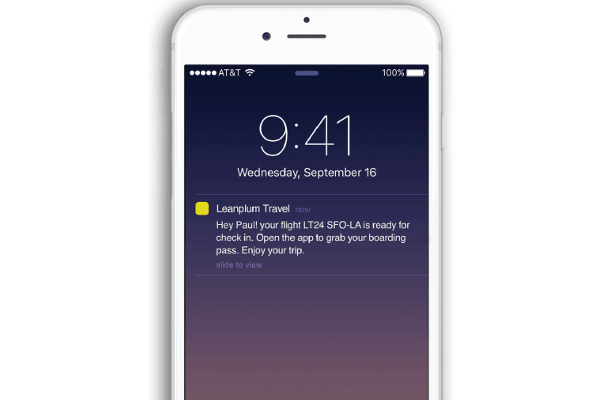 AT&T 100%
9:41
Wednesday, September 16
Leanplum Travel now
Hey Paul! your flight LT24 SFO-LA is ready for
check in. Open the app to grab your boarding
pass. Enjoy your trip.
slide to view